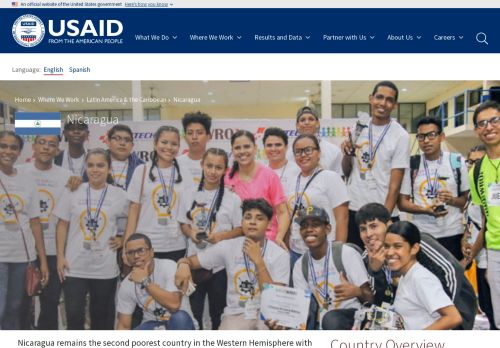 An official website of the United States government Here's how you know
USAID
FROM THE AMERICAN PEOPLE
What We Do
Where We Work
Results and Data
Partner with Us
About Us
Careers
Language: English Spanish
Home » Where We Work » Latin America & the Caribbean » Nicaragua
Nicaragua
Nicaragua remains the second poorest country in the Western Hemisphere with
Country Overview